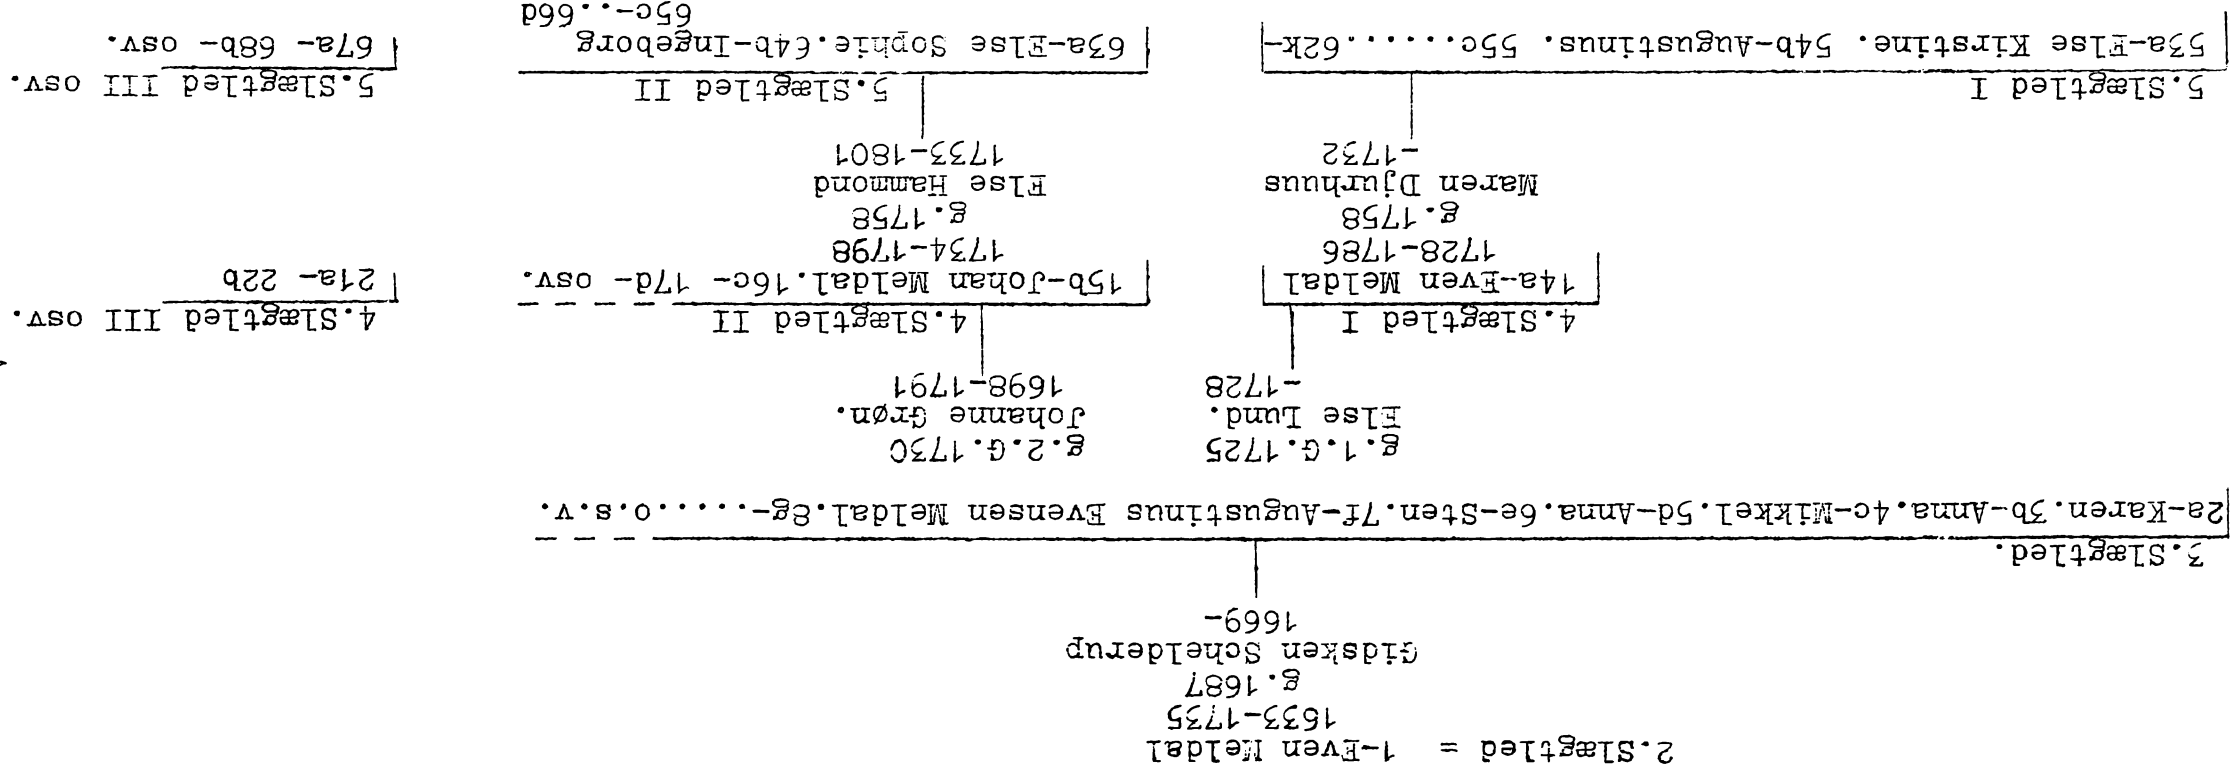 2.Slægtled = 1-Even Meldal
1633-1735
g.1687
Gidsken Schelderup
1669-
3.Slægtled.
2a-Karen.3b-Anna.4c-Mikkel.5d-Anna.6e-Sten.7f-Augustinus Evensen Meldal.8g-.....o.s.v.
g.1.G.1725 g.2.G.1730
Else Lund. Johanne Grøn.
-1728 1698-1791
4.Slægtled I 4.Slægtled II 4.Slægtled III osv.
14a-Even Meldal 15b-Johan Meldal.16c- 17d- osv. 21a- 22b
1728-1786 1734-1798
g.1758 g.1758
Maren Djurhuus Else Hammond
-1732 1733-1801
5.Slægtled I 5.Slægtled II 5.Slægtled III osv.
53a-Else Kirstine. 54b-Augustinus. 55c.......62k- 63a-Else Sophie.64b-Ingeborg 67a- 68b- osv.
65c-..66d